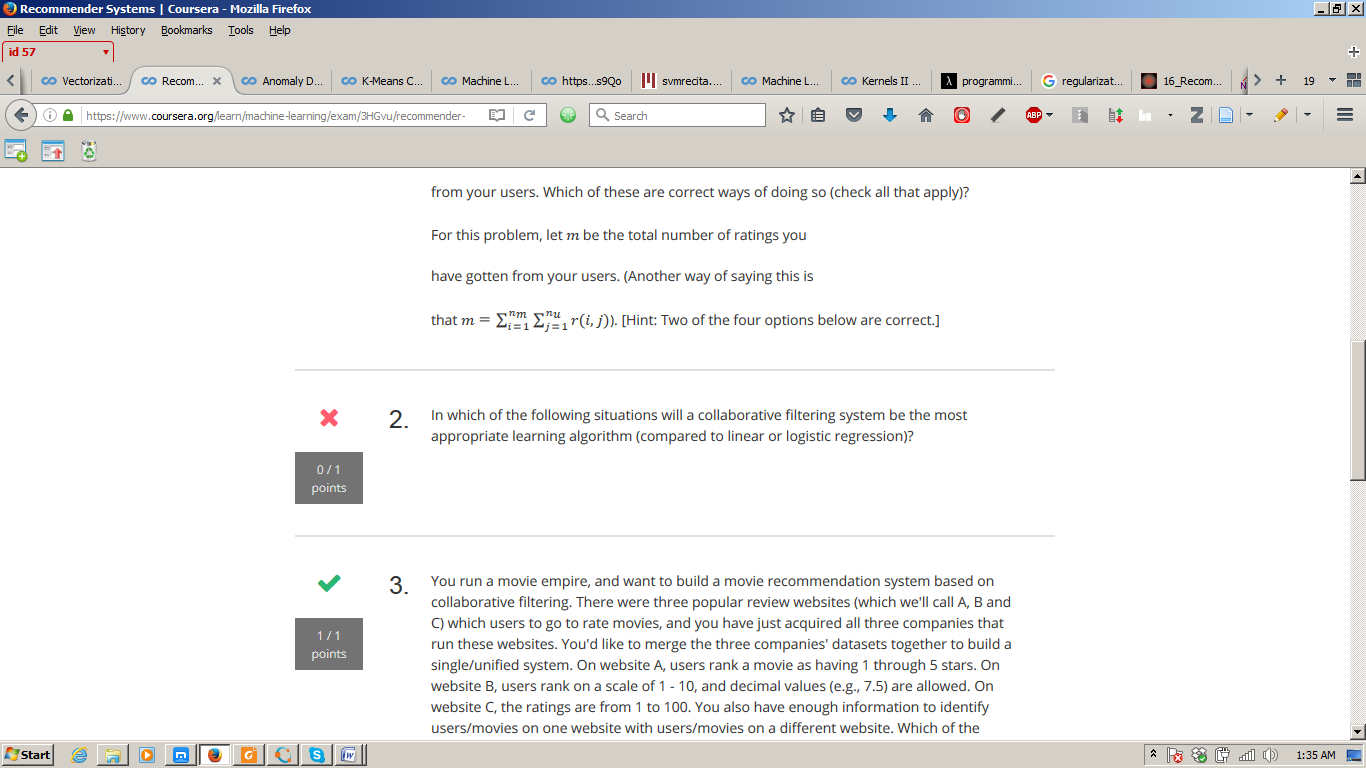 Recommender Systems | Coursera - Mozilla Firefox
File Edit View History Bookmarks Tools Help
id 57
Vectorizati... Recom... Anomaly D... K-Means C... Machine L... https...s9Qo svmrecita... Machine L... Kernels II ... programmi... regularizat... 16_Recom... 19
https://www.coursera.org/learn/machine-learning/exam/3HGvu/recommender-
Search
ABP
Z
from your users. Which of these are correct ways of doing so (check all that apply)?
For this problem, let m be the total number of ratings you
have gotten from your users. (Another way of saying this is
that m = ∑_{i=1}^{nm} ∑_{j=1}^{nu} r(i, j)). [Hint: Two of the four options below are correct.]
2. In which of the following situations will a collaborative filtering system be the most
appropriate learning algorithm (compared to linear or logistic regression)?
0 / 1
points
3. You run a movie empire, and want to build a movie recommendation system based on
collaborative filtering. There were three popular review websites (which we'll call A, B and
C) which users to go to rate movies, and you have just acquired all three companies that
1 / 1
points
run these websites. You'd like to merge the three companies' datasets together to build a
single/unified system. On website A, users rank a movie as having 1 through 5 stars. On
website B, users rank on a scale of 1 - 10, and decimal values (e.g., 7.5) are allowed. On
website C, the ratings are from 1 to 100. You also have enough information to identify
users/movies on one website with users/movies on a different website. Which of the
Start
1:35 AM